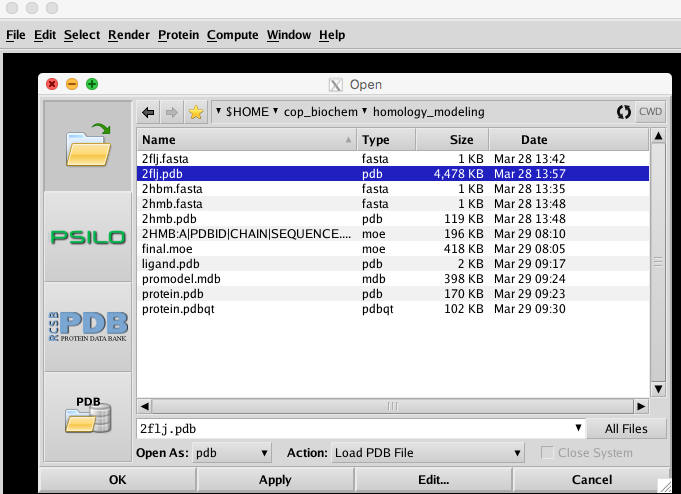 File Edit Select Render Protein Compute Window Help
Open
$HOME cop_biochem homology_modeling CWD
Name Type Size Date
2flj.fasta fasta 1 KB Mar 28 13:42
2flj.pdb pdb 4,478 KB Mar 28 13:57
2hbm.fasta fasta 1 KB Mar 28 13:35
2hmb.fasta fasta 1 KB Mar 28 13:48
2hmb.pdb pdb 119 KB Mar 28 13:48
2HMB:A|PDBID|CHAIN|SEQUENCE.... moe 196 KB Mar 29 08:10
final.moe moe 418 KB Mar 29 08:05
ligand.pdb pdb 2 KB Mar 29 09:17
promodel.mdb mdb 398 KB Mar 29 09:24
protein.pdb pdb 170 KB Mar 29 09:23
protein.pdbqt pdbqt 102 KB Mar 29 09:30
PSILO
RCSB PDB
PROTEIN DATA BANK
PDB
2flj.pdb All Files
Open As: pdb Action: Load PDB File Close System
OK Apply Edit... Cancel